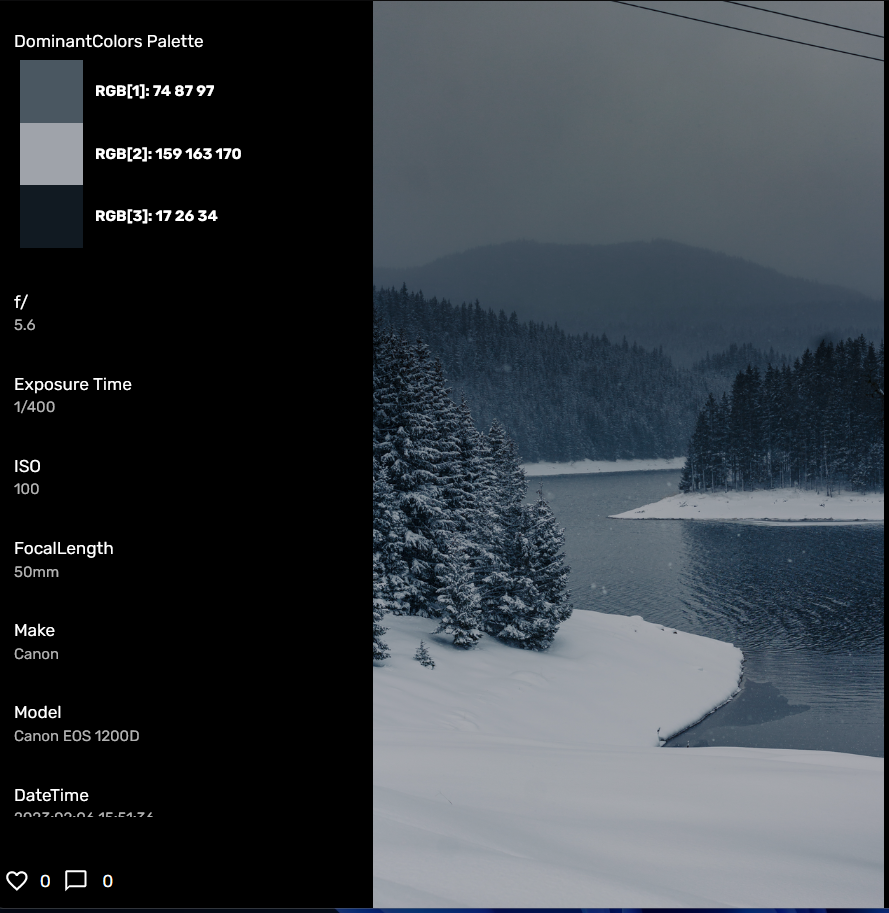 DominantColors Palette
RGB[1]: 74 87 97
RGB[2]: 159 163 170
RGB[3]: 17 26 34
f/
5.6
Exposure Time
1/400
ISO
100
FocalLength
50mm
Make
Canon
Model
Canon EOS 1200D
DateTime
0 0